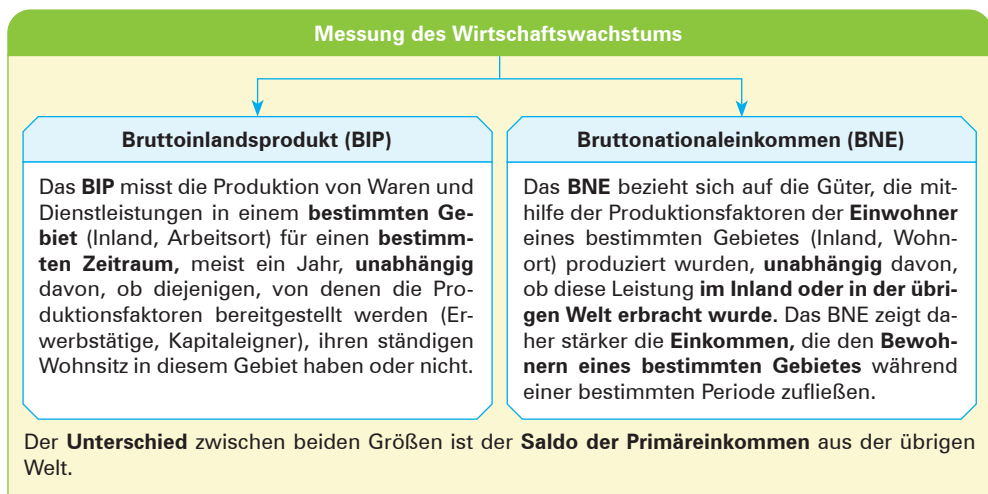 Messung des Wirtschaftswachstums
Bruttoinlandsprodukt (BIP)
Das BIP misst die Produktion von Waren und
Dienstleistungen in einem bestimmten Ge-
biet (Inland, Arbeitsort) für einen bestimm-
ten Zeitraum, meist ein Jahr, unabhängig
davon, ob diejenigen, von denen die Pro-
duktionsfaktoren bereitgestellt werden (Er-
werbstätige, Kapitaleigner), ihren ständigen
Wohnsitz in diesem Gebiet haben oder nicht.
Bruttonationaleinkommen (BNE)
Das BNE bezieht sich auf die Güter, die mit-
hilfe der Produktionsfaktoren der Einwohner
eines bestimmten Gebietes (Inland, Wohn-
ort) produziert wurden, unabhängig davon,
ob diese Leistung im Inland oder in der übri-
gen Welt erbracht wurde. Das BNE zeigt da-
her stärker die Einkommen, die den Bewoh-
nern eines bestimmten Gebietes während
einer bestimmten Periode zufließen.
Der Unterschied zwischen beiden Größen ist der Saldo der Primäreinkommen aus der übrigen
Welt.